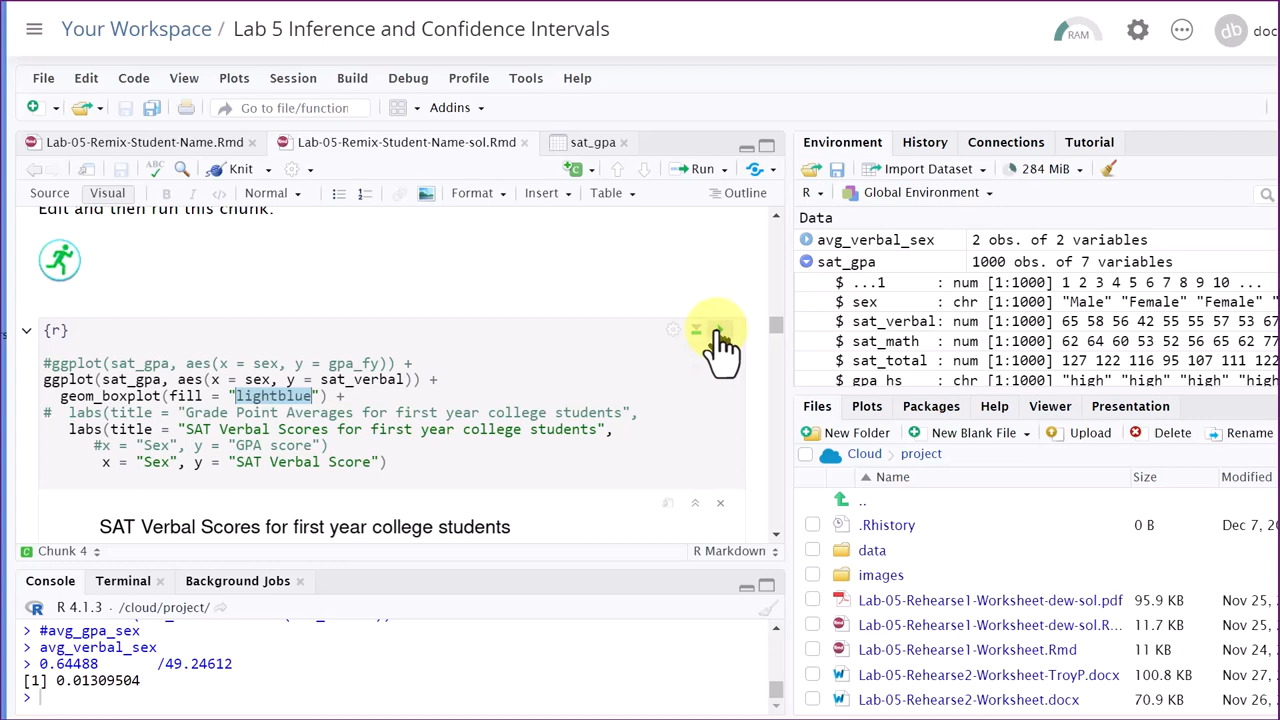 Your Workspace / Lab 5 Inference and Confidence Intervals
RAM
db
doc
File Edit Code View Plots Session Build Debug Profile Tools Help
Go to file/function
Addins
Lab-05-Remix-Student-Name.Rmd
Lab-05-Remix-Student-Name-sol.Rmd
sat_gpa
Knit
Run
Source Visual B I </> Normal Format Insert Table Outline
Edit and then run this chunk.
{r}
#ggplot(sat_gpa, aes(x = sex, y = gpa_fy)) +
ggplot(sat_gpa, aes(x = sex, y = sat_verbal)) +
geom_boxplot(fill = "lightblue") +
# labs(title = "Grade Point Averages for first year college students",
labs(title = "SAT Verbal Scores for first year college students",
#x = "Sex", y = "GPA score")
x = "Sex", y = "SAT Verbal Score")
SAT Verbal Scores for first year college students
Chunk 4
R Markdown
Console Terminal Background Jobs
R 4.1.3 · /cloud/project/
> #avg_gpa_sex
> avg_verbal_sex
> 0.64488 /49.24612
[1] 0.01309504
>
Environment History Connections Tutorial
Import Dataset 284 MiB
R Global Environment
Data
avg_verbal_sex 2 obs. of 2 variables
sat_gpa 1000 obs. of 7 variables
$ ...1 : num [1:1000] 1 2 3 4 5 6 7 8 9 10 ...
$ sex : chr [1:1000] "Male" "Female" "Female"
$ sat_verbal: num [1:1000] 65 58 56 42 55 55 57 53 67
$ sat_math : num [1:1000] 62 64 60 53 52 56 65 62 77
$ sat_total : num [1:1000] 127 122 116 95 107 111 122
$ gpa_hs : chr [1:1000] "high" "high" "high"
Files Plots Packages Help Viewer Presentation
New Folder New Blank File Upload Delete Rename
Cloud project
Name Size Modified
..
.Rhistory 0 B Dec 7, 20
data
images
Lab-05-Rehearse1-Worksheet-dew-sol.pdf 95.9 KB Nov 25,
Lab-05-Rehearse1-Worksheet-dew-sol.R... 11.7 KB Nov 25,
Lab-05-Rehearse1-Worksheet.Rmd 11 KB Nov 24,
Lab-05-Rehearse2-Worksheet-TroyP.docx 100.8 KB Nov 27,
Lab-05-Rehearse2-Worksheet.docx 70.9 KB Nov 26,